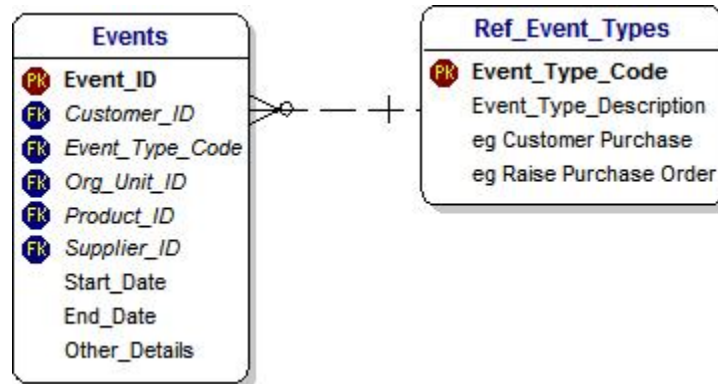 Events
PK Event_ID
FK Customer_ID
FK Event_Type_Code
FK Org_Unit_ID
FK Product_ID
FK Supplier_ID
Start_Date
End_Date
Other_Details
Ref_Event_Types
PK Event_Type_Code
Event_Type_Description
eg Customer Purchase
eg Raise Purchase Order